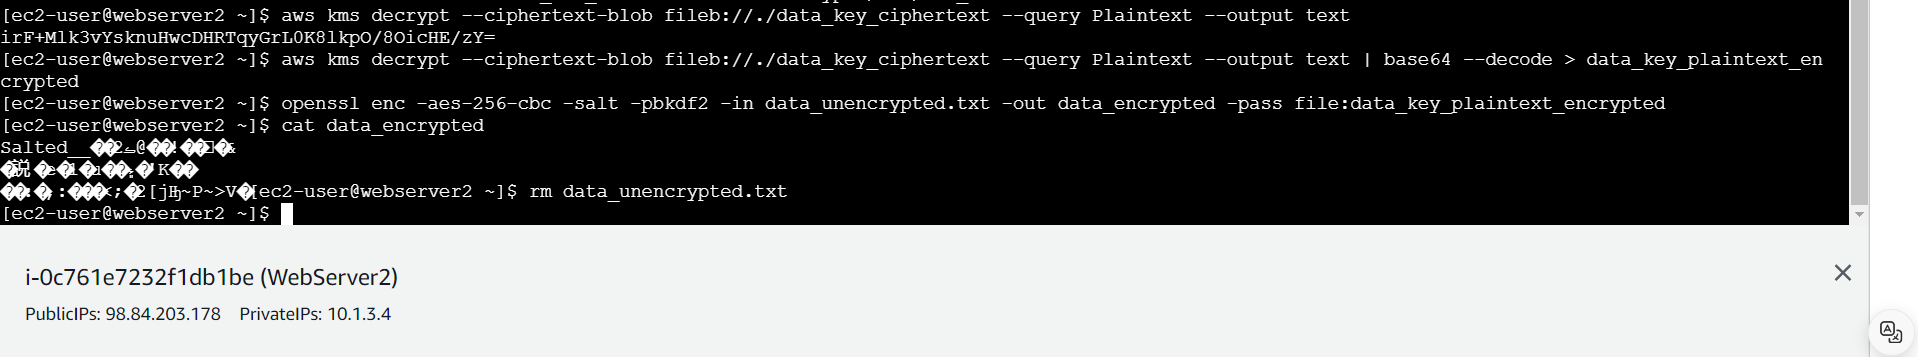 [ec2-user@webserver2 ~]$ aws kms decrypt --ciphertext-blob fileb://./data_key_ciphertext --query Plaintext --output text
irF+Mlk3vYsknuHwcDHRTqyGrL0K8lkpO/8OicHE/zY=
[ec2-user@webserver2 ~]$ aws kms decrypt --ciphertext-blob fileb://./data_key_ciphertext --query Plaintext --output text | base64 --decode > data_key_plaintext_en
crypted
[ec2-user@webserver2 ~]$ openssl enc -aes-256-cbc -salt -pbkdf2 -in data_unencrypted.txt -out data_encrypted -pass file:data_key_plaintext_encrypted
[ec2-user@webserver2 ~]$ cat data_encrypted
Salted__
[ec2-user@webserver2 ~]$ rm data_unencrypted.txt
[ec2-user@webserver2 ~]$
i-0c761e7232f1db1be (WebServer2)
PublicIPs: 98.84.203.178 PrivateIPs: 10.1.3.4